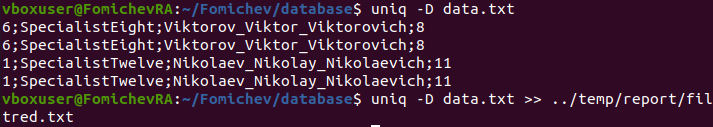 vboxuser@FomichevRA:~/Fomichev/database$ uniq -D data.txt
6;SpecialistEight;Viktorov_Viktor_Viktorovich;8
6;SpecialistEight;Viktorov_Viktor_Viktorovich;8
1;SpecialistTwelve;Nikolaev_Nikolay_Nikolaevich;11
1;SpecialistTwelve;Nikolaev_Nikolay_Nikolaevich;11
vboxuser@FomichevRA:~/Fomichev/database$ uniq -D data.txt >> ../temp/report/fil
tred.txt